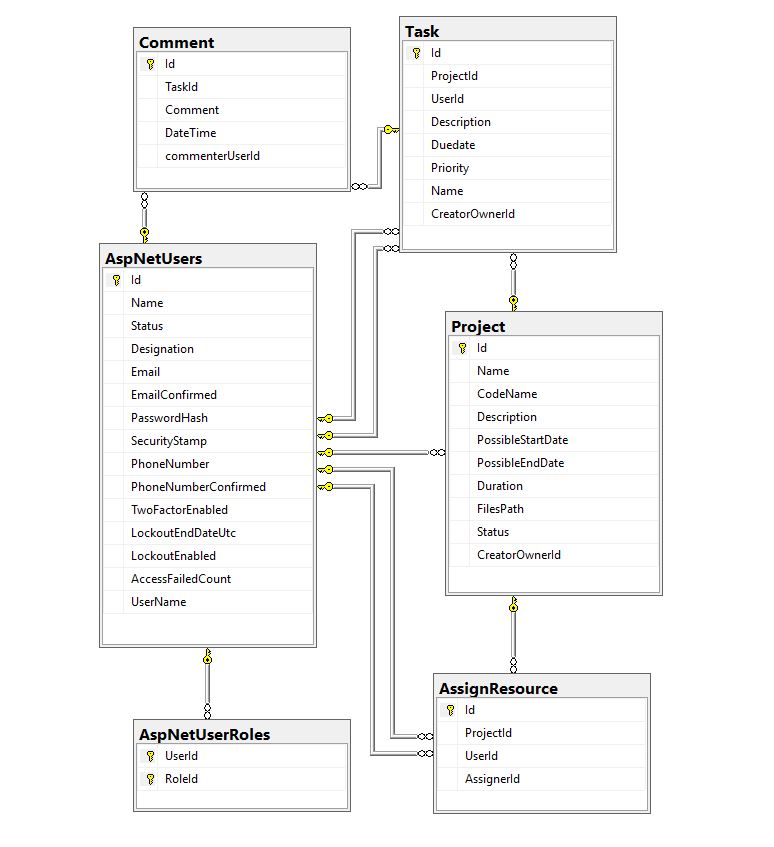 Comment
Id
TaskId
Comment
DateTime
commenterUserId
Task
Id
ProjectId
UserId
Description
Duedate
Priority
Name
CreatorOwnerId
AspNetUsers
Id
Name
Status
Designation
Email
EmailConfirmed
PasswordHash
SecurityStamp
PhoneNumber
PhoneNumberConfirmed
TwoFactorEnabled
LockoutEndDateUtc
LockoutEnabled
AccessFailedCount
UserName
Project
Id
Name
CodeName
Description
PossibleStartDate
PossibleEndDate
Duration
FilesPath
Status
CreatorOwnerId
AspNetUserRoles
UserId
RoleId
AssignResource
Id
ProjectId
UserId
AssignerId